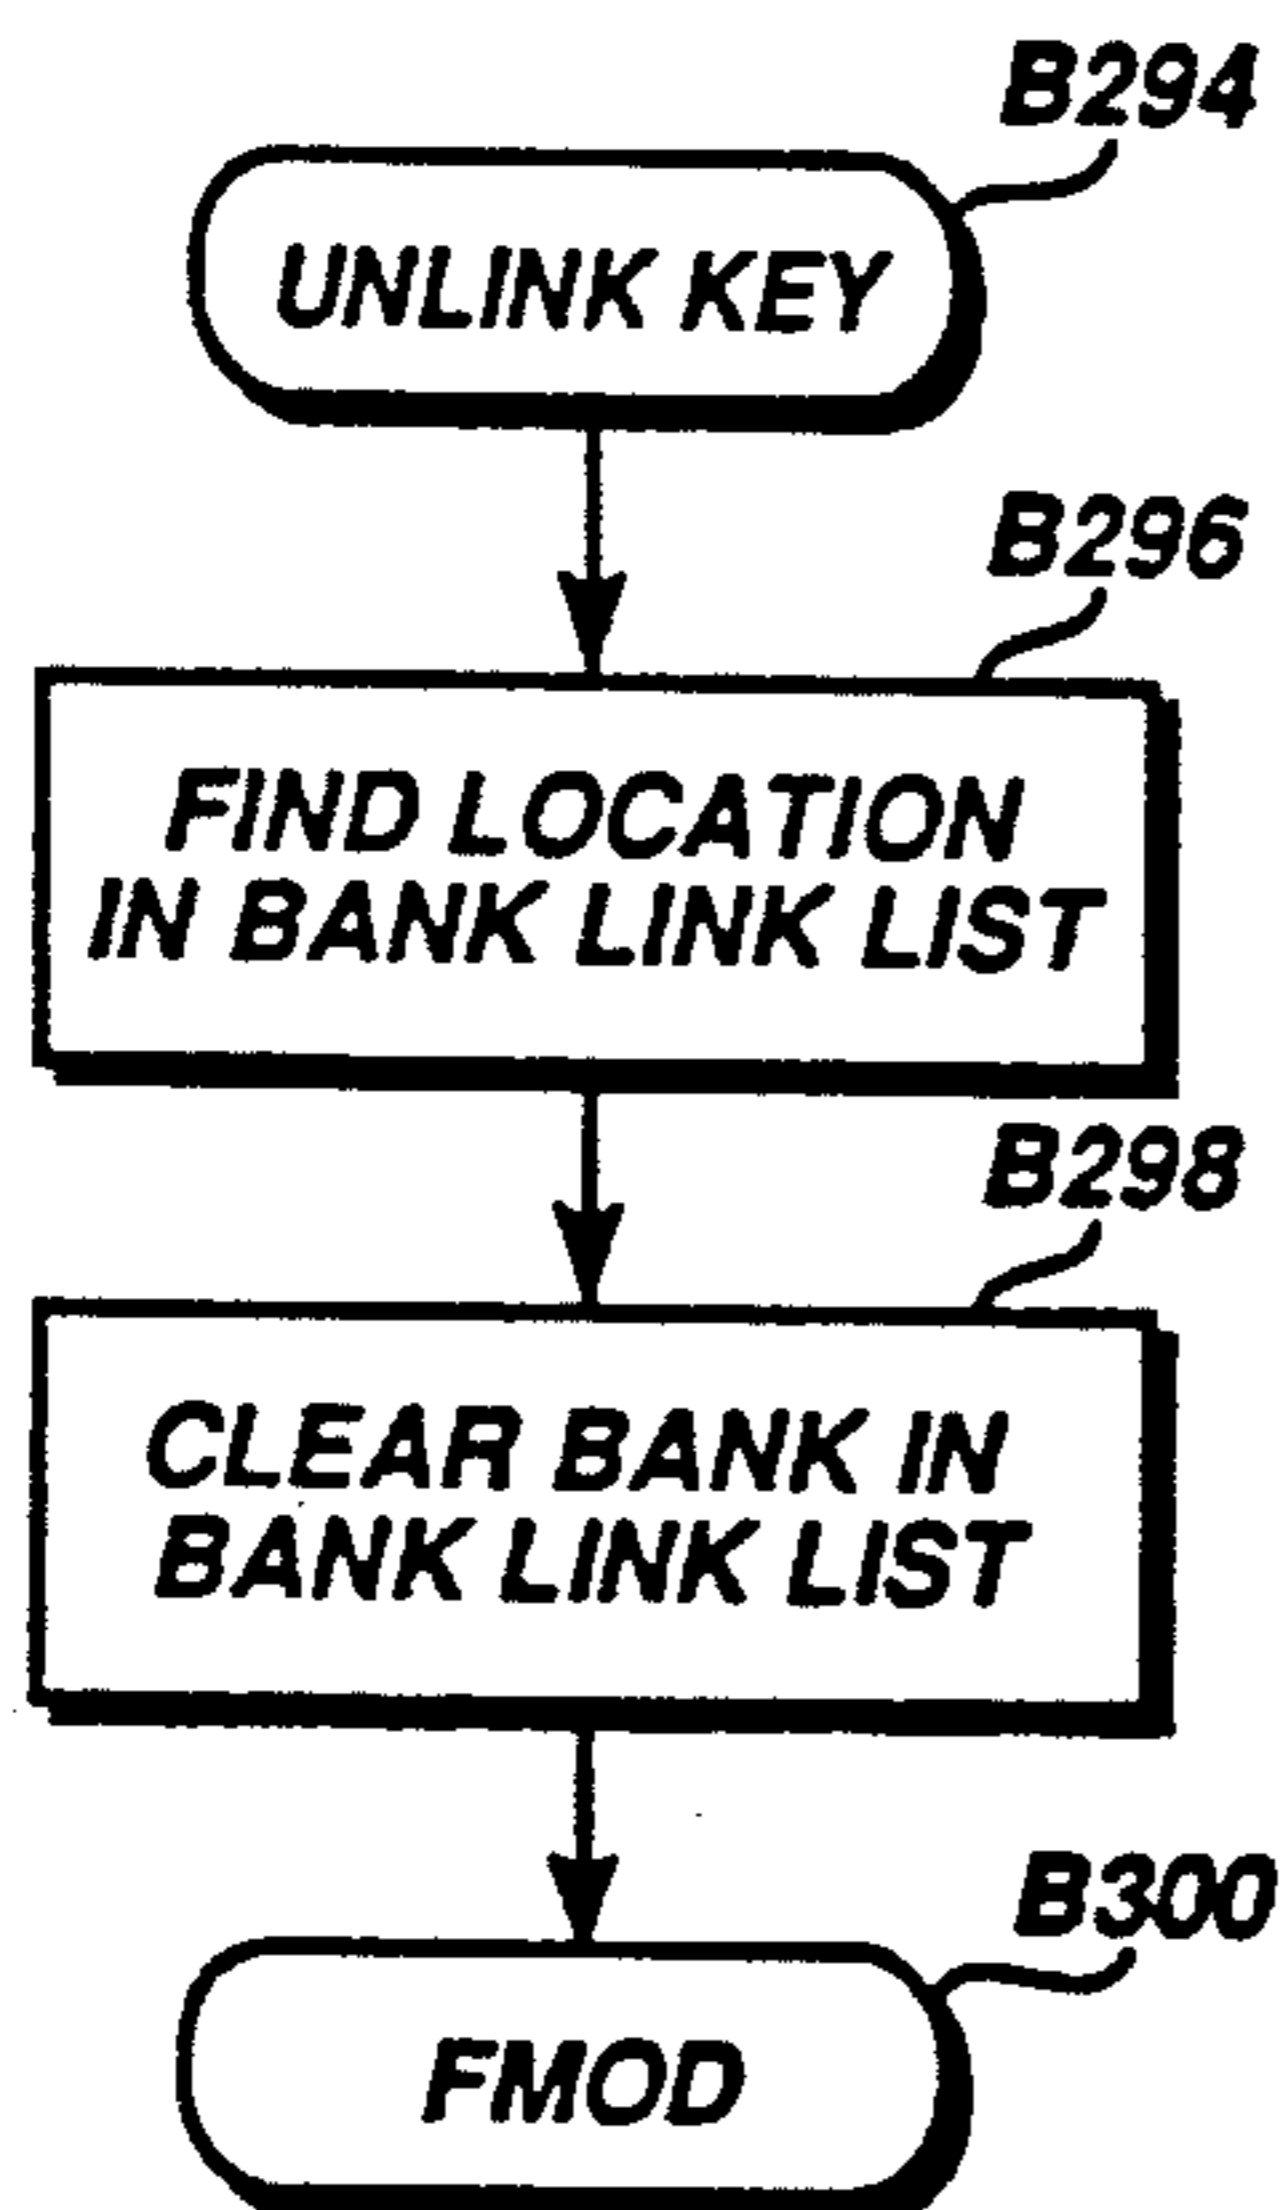 B294
UNLINK KEY
B296
FIND LOCATION
IN BANK LINK LIST
B298
CLEAR BANK IN
BANK LINK LIST
B300
FMOD